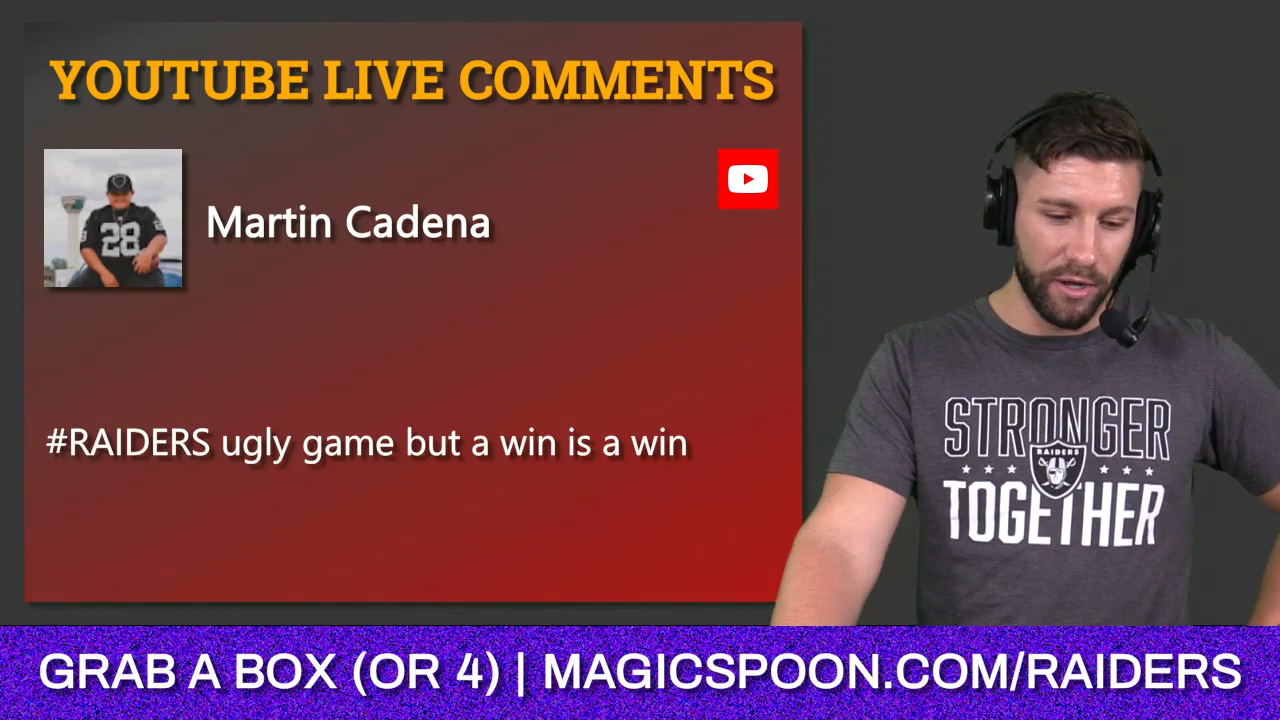 YOUTUBE LIVE COMMENTS
28
Martin Cadena
#RAIDERS ugly game but a win is a win
STRONGER
RAIDERS
TOGETHER
GRAB A BOX (OR 4) | MAGICSPOON.COM/RAIDERS